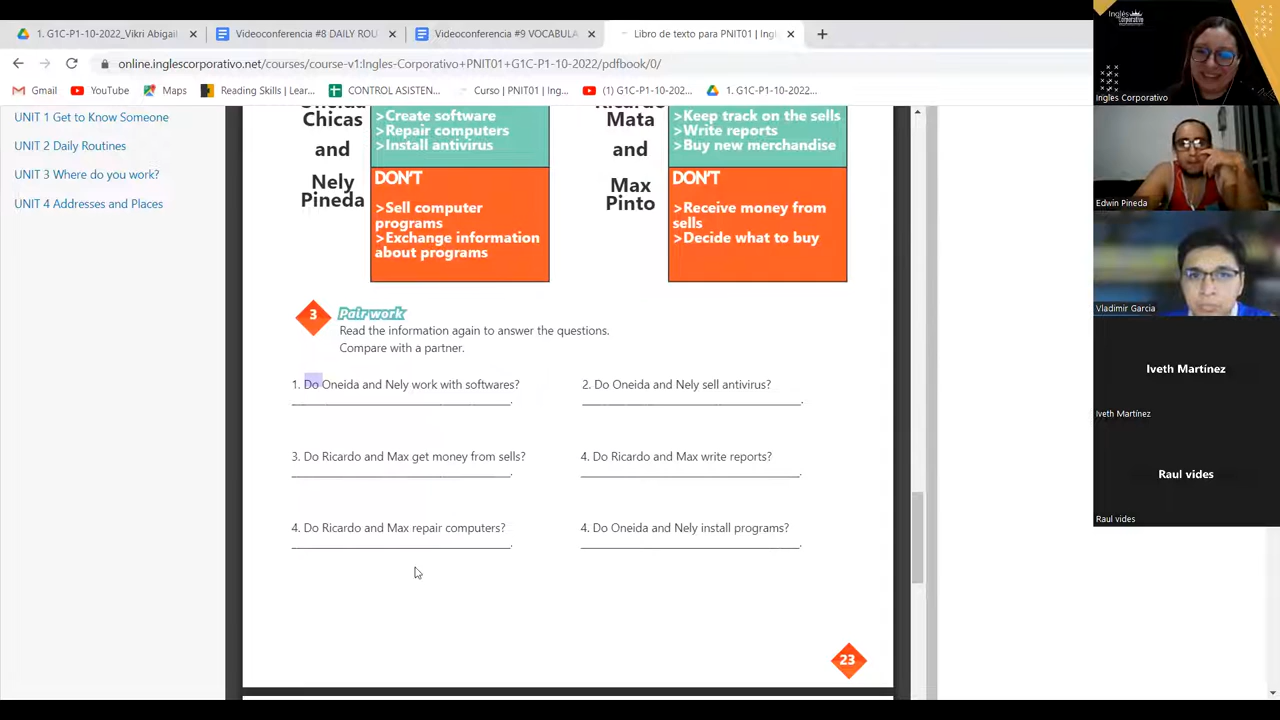 1. G1C-P1-10-2022_Vikri Abigail
Videoconferencia #8 DAILY ROU
Videoconferencia #9 VOCABULA
Libro de texto para PNIT01 | Ingl
online.inglescorporativo.net/courses/course-v1:Ingles-Corporativo+PNIT01+G1C-P1-10-2022/pdfbook/0/
Gmail
YouTube
Maps
Reading Skills | Lear...
CONTROL ASISTEN...
Curso | PNIT01 | Ing...
(1) G1C-P1-10-2022...
1. G1C-P1-10-2022...
UNIT 1 Get to Know Someone
UNIT 2 Daily Routines
UNIT 3 Where do you work?
UNIT 4 Addresses and Places
Oneida
Chicas
and
Nely
Pineda
>Create software
>Repair computers
>Install antivirus
DON'T
>Sell computer
programs
>Exchange information
about programs
Ricardo
Mata
and
Max
Pinto
>Keep track on the sells
>Write reports
>Buy new merchandise
DON'T
>Receive money from
sells
>Decide what to buy
3
Pair work
Read the information again to answer the questions.
Compare with a partner.
1. Do Oneida and Nely work with softwares?
2. Do Oneida and Nely sell antivirus?
3. Do Ricardo and Max get money from sells?
4. Do Ricardo and Max write reports?
4. Do Ricardo and Max repair computers?
4. Do Oneida and Nely install programs?
23
Inglés
Corporativo
Ingles Corporativo
Edwin Pineda
Vladimir Garcia
Iveth Martínez
Iveth Martínez
Raul vides
Raul vides